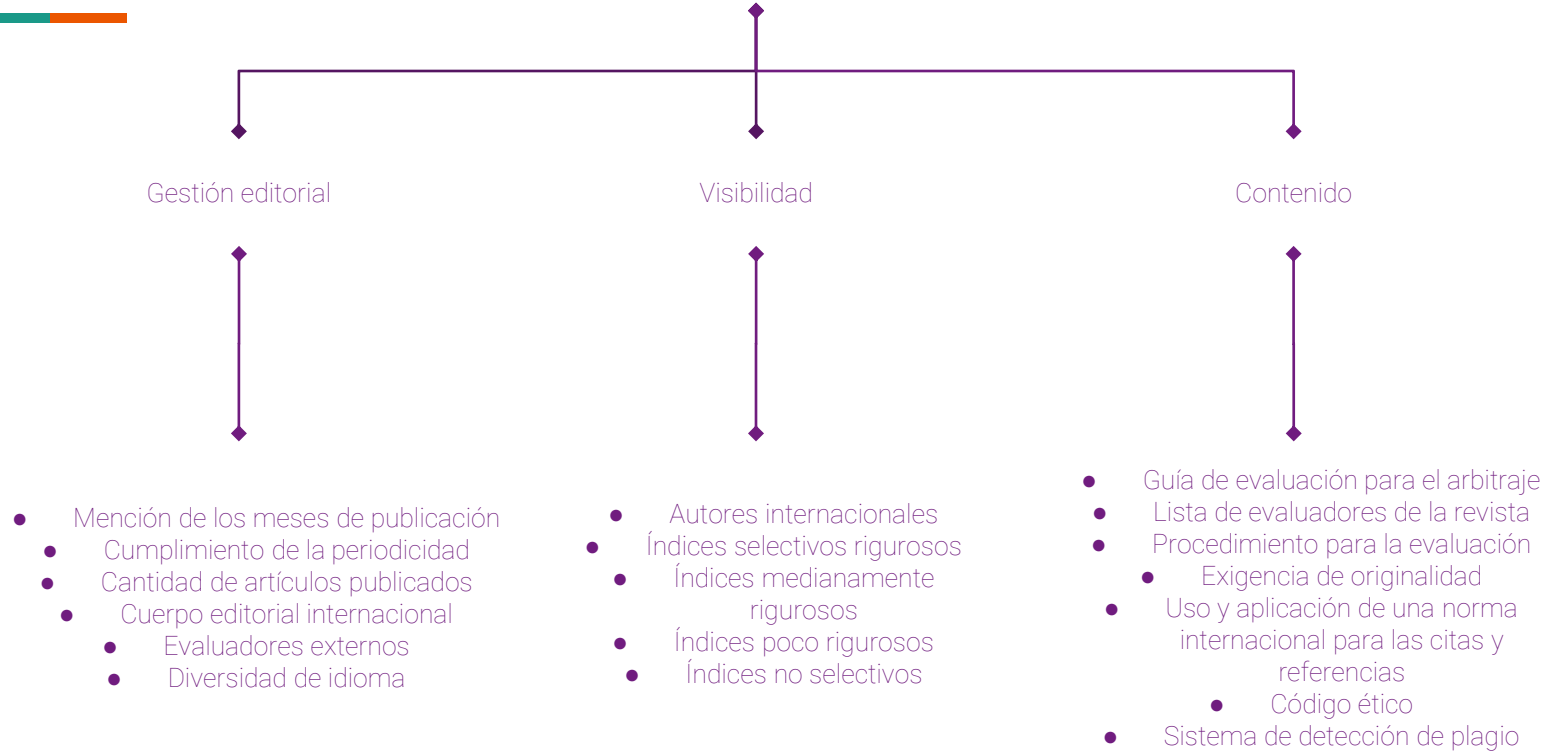 Gestión editorial
Visibilidad
Contenido
● Mención de los meses de publicación
● Cumplimiento de la periodicidad
● Cantidad de artículos publicados
● Cuerpo editorial internacional
● Evaluadores externos
● Diversidad de idioma
● Autores internacionales
● Índices selectivos rigurosos
● Índices medianamente
rigurosos
● Índices poco rigurosos
● Índices no selectivos
● Guía de evaluación para el arbitraje
● Lista de evaluadores de la revista
● Procedimiento para la evaluación
● Exigencia de originalidad
● Uso y aplicación de una norma
internacional para las citas y
referencias
● Código ético
● Sistema de detección de plagio